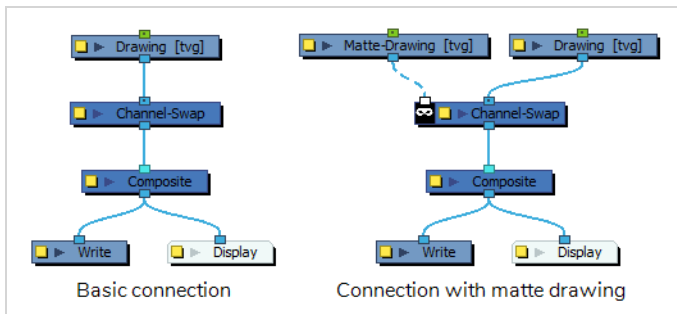 Drawing [tvg]
Matte-Drawing [tvg]
Drawing [tvg]
Channel-Swap
Channel-Swap
Composite
Composite
Write
Display
Write
Display
Basic connection
Connection with matte drawing